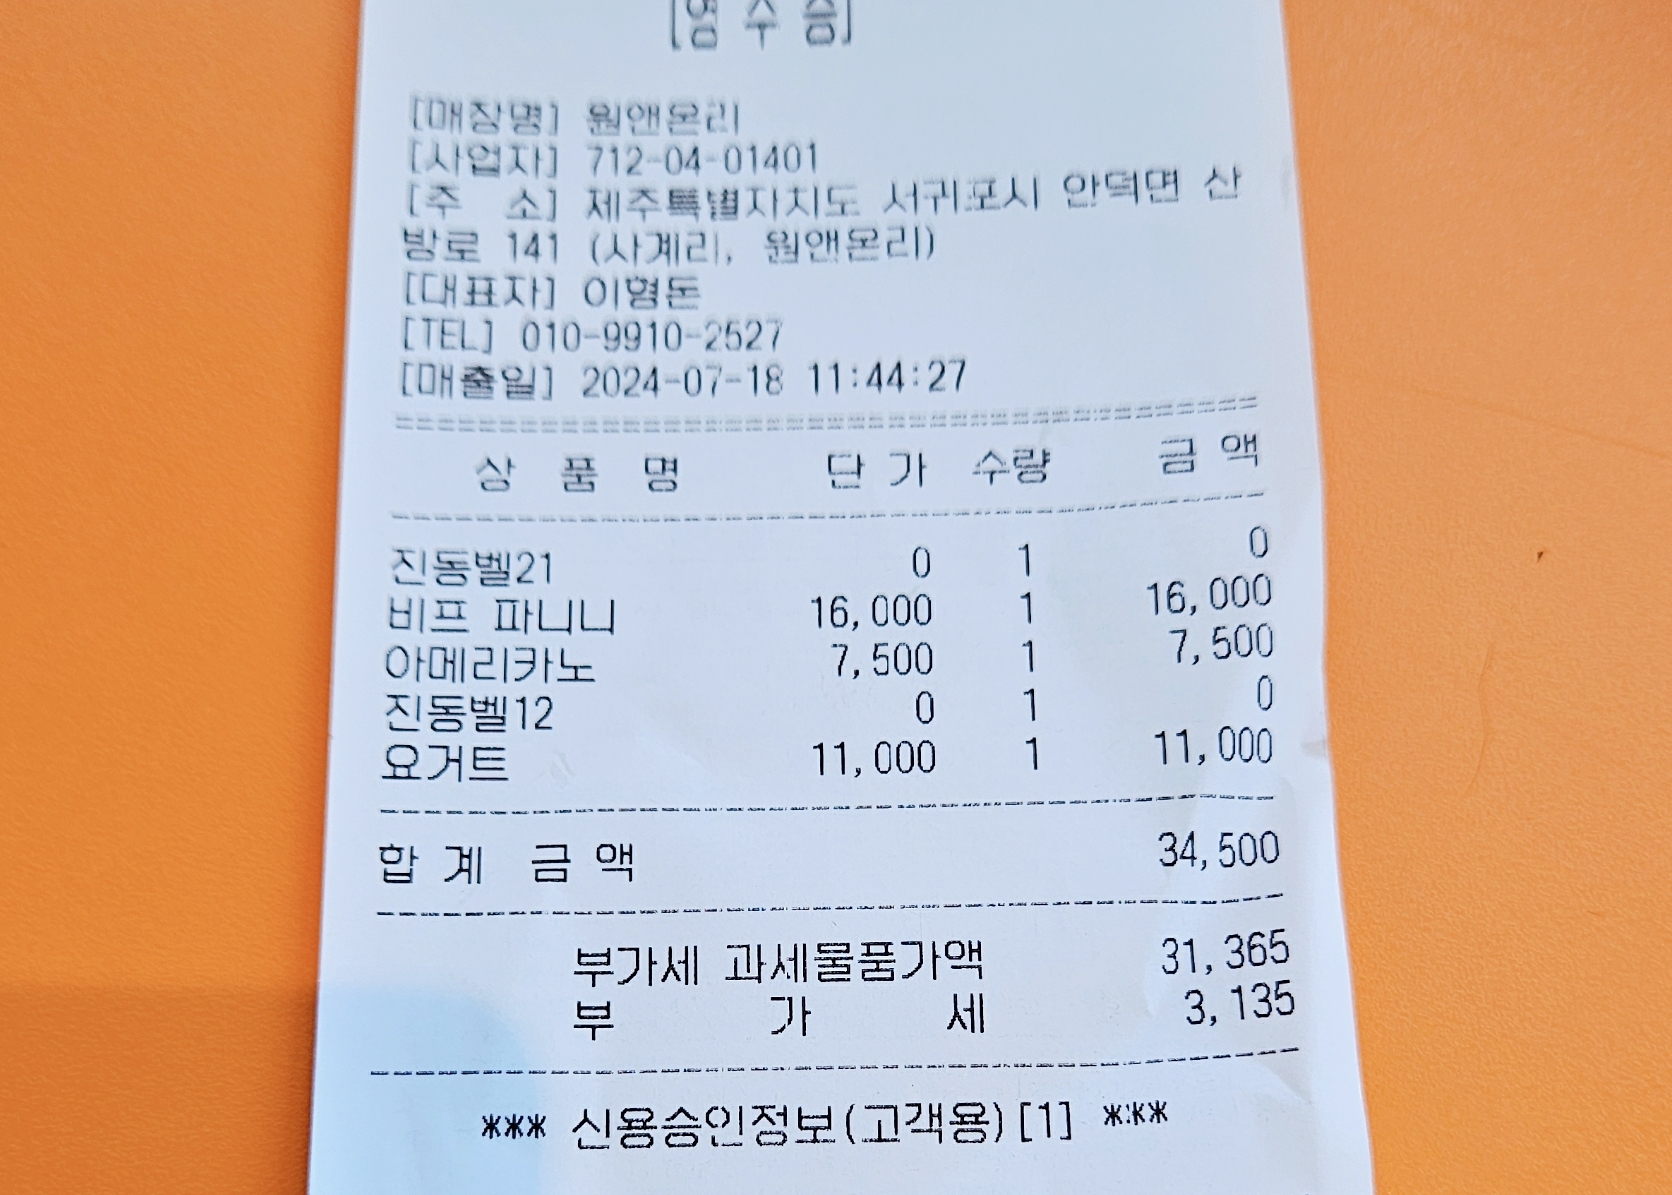 [영 수 증]
[매장명] 원앤온리
[사업자] 712-04-01401
[주 소] 제주특별자치도 서귀포시 안덕면 산
방로 141 (사계리, 원앤온리)
[대표자] 이형돈
[TEL] 010-9910-2527
[매출일] 2024-07-18 11:44:27
상 품 명 단 가 수량 금 액
진동벨21 0 1 0
비프 파니니 16,000 1 16,000
아메리카노 7,500 1 7,500
진동벨12 0 1 0
요거트 11,000 1 11,000
합 계 금 액 34,500
부가세 과세물품가액 31,365
부 가 세 3,135
*** 신용승인정보(고객용)[1] ***